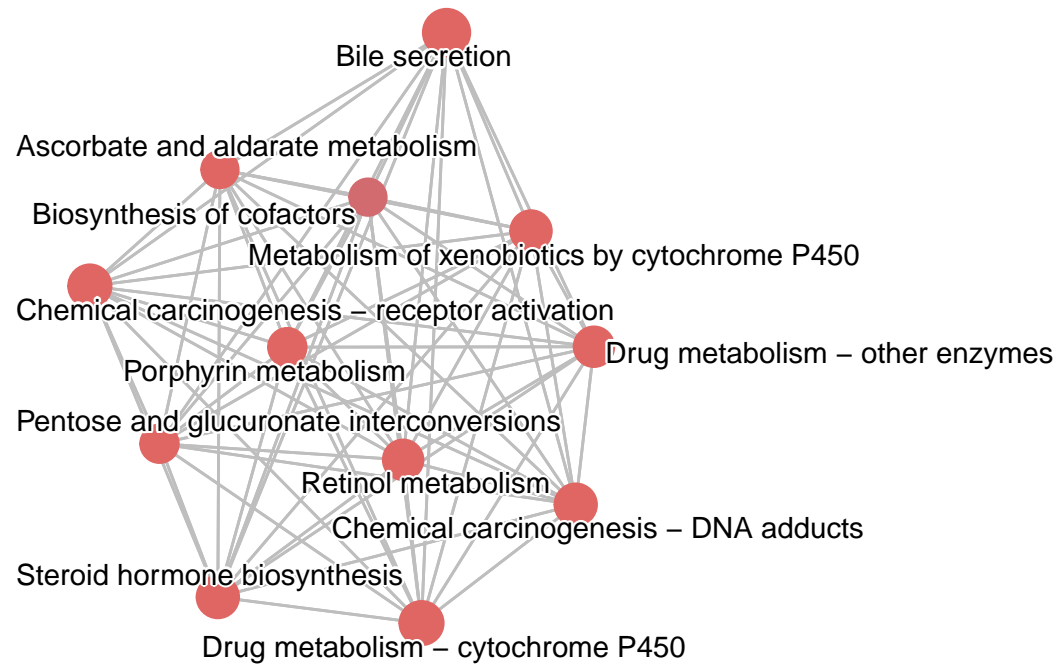 Bile secretion
Ascorbate and aldarate metabolism
Biosynthesis of cofactors
Metabolism of xenobiotics by cytochrome P450
Chemical carcinogenesis − receptor activation
Drug metabolism − other enzymes
Porphyrin metabolism
Pentose and glucuronate interconversions
Retinol metabolism
Chemical carcinogenesis − DNA adducts
Steroid hormone biosynthesis
Drug metabolism − cytochrome P450